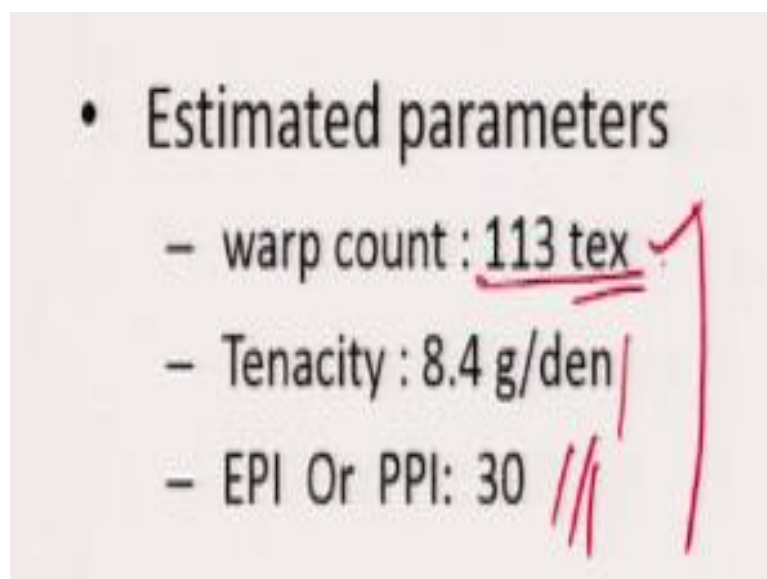 • Estimated parameters
– warp count : 113 tex
– Tenacity : 8.4 g/den
– EPI Or PPI: 30